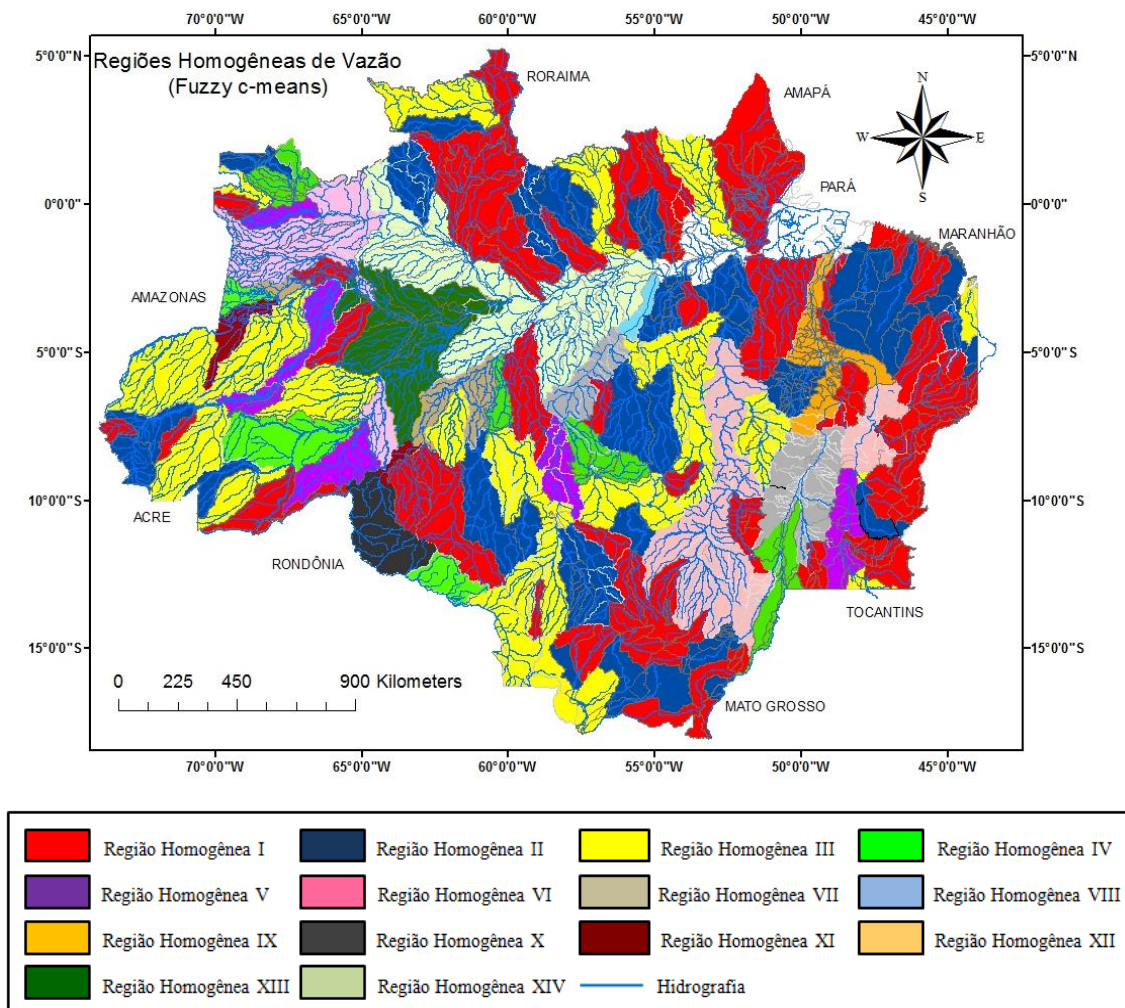 70°0'0"W 65°0'0"W 60°0'0"W 55°0'0"W 50°0'0"W 45°0'0"W
5°0'0"N
Regiões Homogêneas de Vazão
(Fuzzy c-means)
5°0'0"N
RORAIMA
AMAPÁ
N
W
E
S
PARÁ
0°0'0"
0°0'0"
MARANHÃO
AMAZONAS
5°0'0"S
5°0'0"S
10°0'0"S
10°0'0"S
ACRE
RONDÔNIA
TOCANTINS
15°0'0"S
15°0'0"S
0 225 450 900 Kilometers
MATO GROSSO
70°0'0"W 65°0'0"W 60°0'0"W 55°0'0"W 50°0'0"W 45°0'0"W
Região Homogênea I Região Homogênea II Região Homogênea III Região Homogênea IV
Região Homogênea V Região Homogênea VI Região Homogênea VII Região Homogênea VIII
Região Homogênea IX Região Homogênea X Região Homogênea XI Região Homogênea XII
Região Homogênea XIII Região Homogênea XIV Hidrografia